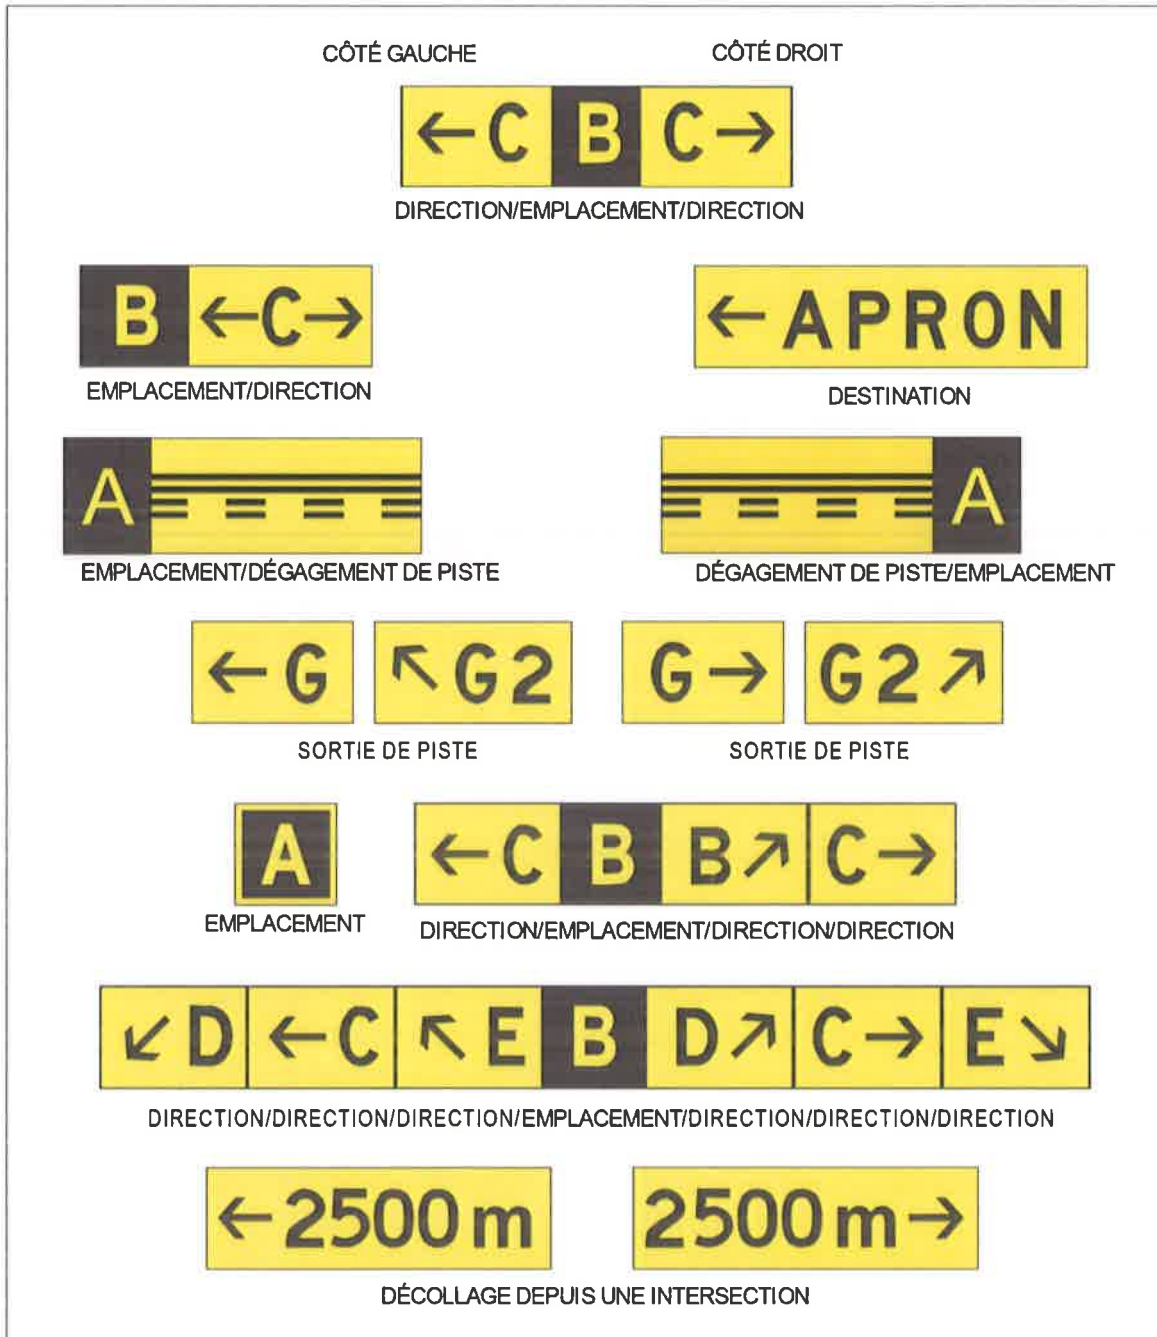 CÔTÉ GAUCHE CÔTÉ DROIT
←C B C→
DIRECTION/EMPLACEMENT/DIRECTION
B ←C→ ←APRON
EMPLACEMENT/DIRECTION DESTINATION
A A
EMPLACEMENT/DÉGAGEMENT DE PISTE DÉGAGEMENT DE PISTE/EMPLACEMENT
←G ↖G2 G→ G2↗
SORTIE DE PISTE SORTIE DE PISTE
A ←C B B↗ C→
EMPLACEMENT DIRECTION/EMPLACEMENT/DIRECTION/DIRECTION
↙D ←C ↖E B D↗ C→ E↘
DIRECTION/DIRECTION/DIRECTION/EMPLACEMENT/DIRECTION/DIRECTION/DIRECTION
←2500 m 2500 m→
DÉCOLLAGE DEPUIS UNE INTERSECTION